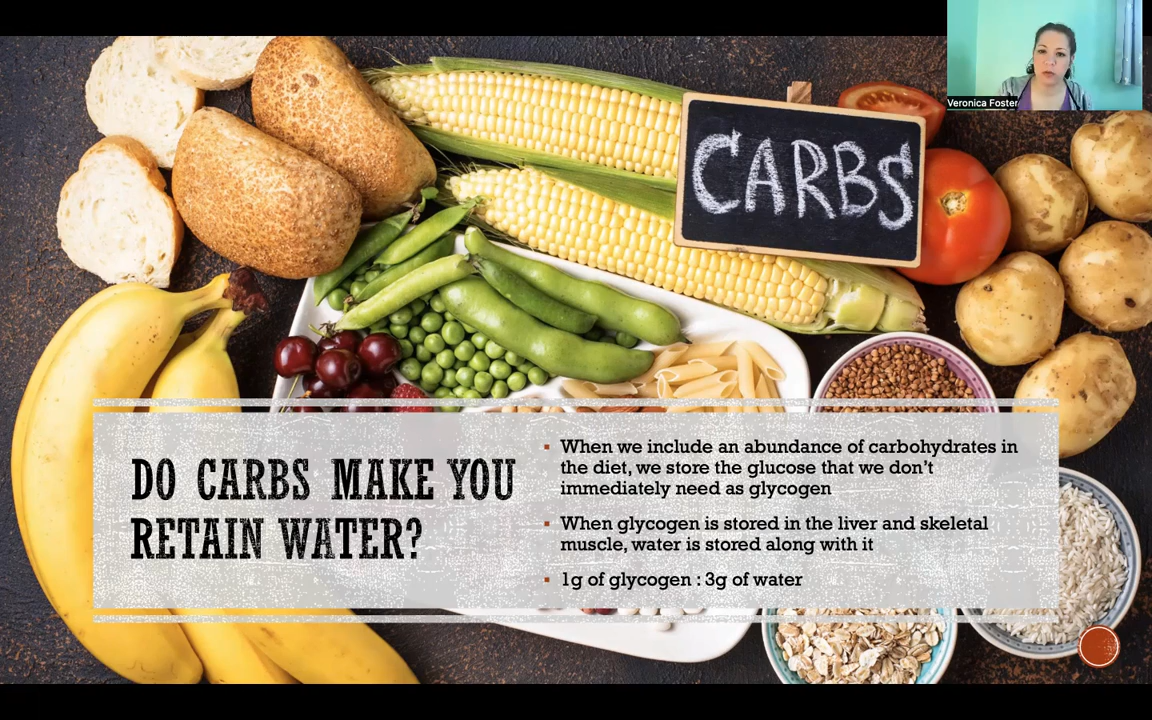 Veronica Foster
CARBS
DO CARBS MAKE YOU
RETAIN WATER?
When we include an abundance of carbohydrates in
the diet, we store the glucose that we don't
immediately need as glycogen
When glycogen is stored in the liver and skeletal
muscle, water is stored along with it
1g of glycogen : 3g of water